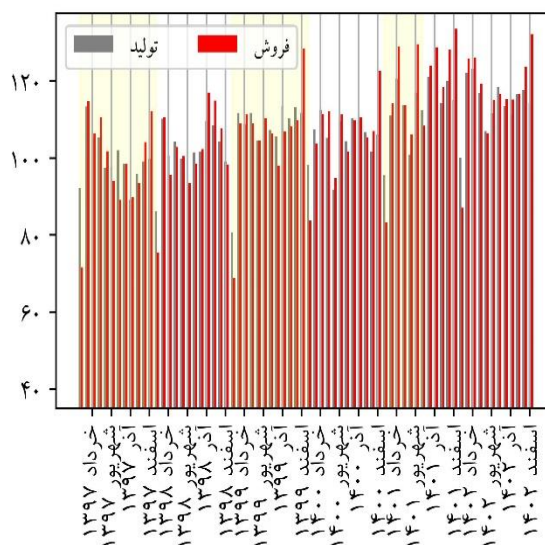 فروش تولید
۱۲۰
۱۰۰
۸۰
۶۰
۴۰
خرداد ۱۳۹۷
شهریور ۱۳۹۷
آذر ۱۳۹۷
اسفند ۱۳۹۷
خرداد ۱۳۹۸
شهریور ۱۳۹۸
آذر ۱۳۹۸
اسفند ۱۳۹۸
خرداد ۱۳۹۹
شهریور ۱۳۹۹
آذر ۱۳۹۹
اسفند ۱۳۹۹
خرداد ۱۴۰۰
شهریور ۱۴۰۰
آذر ۱۴۰۰
اسفند ۱۴۰۰
خرداد ۱۴۰۱
شهریور ۱۴۰۱
آذر ۱۴۰۱
اسفند ۱۴۰۱
خرداد ۱۴۰۲
شهریور ۱۴۰۲
آذر ۱۴۰۲
اسفند ۱۴۰۲